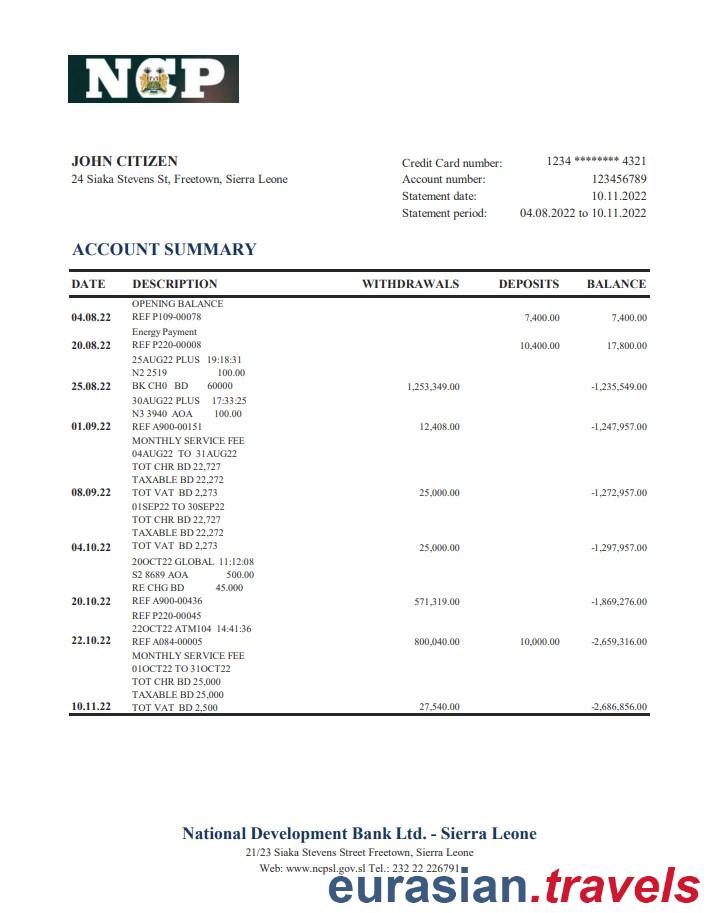 NCP
JOHN CITIZEN
24 Siaka Stevens St, Freetown, Sierra Leone
Credit Card number: 1234 ******** 4321
Account number: 123456789
Statement date: 10.11.2022
Statement period: 04.08.2022 to 10.11.2022
ACCOUNT SUMMARY
DATE DESCRIPTION WITHDRAWALS DEPOSITS BALANCE
OPENING BALANCE
04.08.22 REF P109-00078 7,400.00 7,400.00
Energy Payment
20.08.22 REF P220-00008 10,400.00 17,800.00
25AUG22 PLUS 19:18:31
N2 2519 100.00
25.08.22 BK CH0 BD 60000 1,253,349.00 -1,235,549.00
30AUG22 PLUS 17:33:25
N3 3940 AOA 100.00
01.09.22 REF A900-00151 12,408.00 -1,247,957.00
MONTHLY SERVICE FEE
04AUG22 TO 31AUG22
TOT CHR BD 22,727
TAXABLE BD 22,272
08.09.22 TOT VAT BD 2,273 25,000.00 -1,272,957.00
01SEP22 TO 30SEP22
TOT CHR BD 22,727
TAXABLE BD 22,272
04.10.22 TOT VAT BD 2,273 25,000.00 -1,297,957.00
20OCT22 GLOBAL 11:12:08
S2 8689 AOA 500.00
RE CHG BD 45.000
20.10.22 REF A900-00436 571,319.00 -1,869,276.00
REF P220-00045
22OCT22 ATM104 14:41:36
22.10.22 REF A084-00005 800,040.00 10,000.00 -2,659,316.00
MONTHLY SERVICE FEE
01OCT22 TO 31OCT22
TOT CHR BD 25,000
TAXABLE BD 25,000
10.11.22 TOT VAT BD 2,500 27,540.00 -2,686,856.00
National Development Bank Ltd. - Sierra Leone
21/23 Siaka Stevens Street Freetown, Sierra Leone
Web: www.ncpsl.gov.sl Tel.: 232 22 226791
eurasian.travels